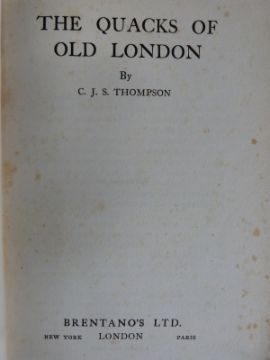 THE QUACKS OF
OLD LONDON
By
C. J. S. THOMPSON
BRENTANO'S LTD.
NEW YORK LONDON PARIS